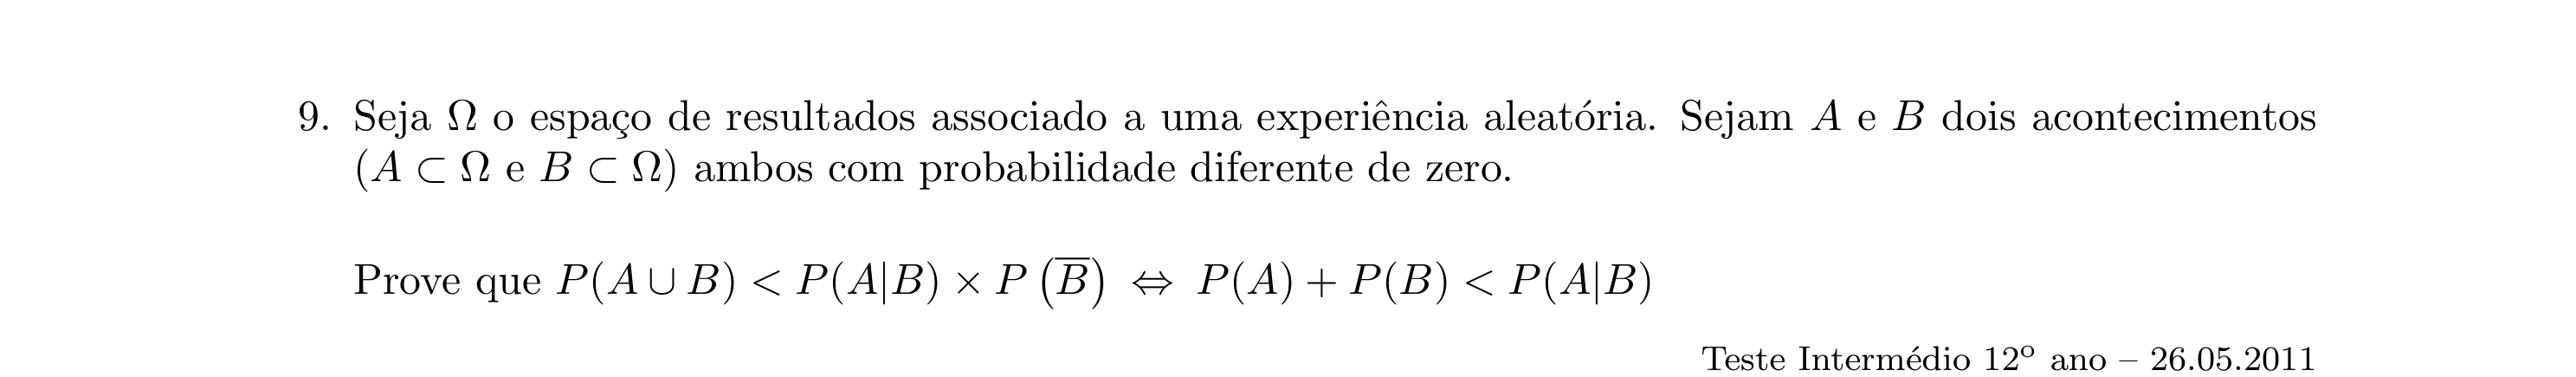 9. Seja Ω o espaço de resultados associado a uma experiência aleatória. Sejam A e B dois acontecimentos
(A ⊂ Ω e B ⊂ Ω) ambos com probabilidade diferente de zero.
Prove que P(A ∪ B) < P(A|B) × P(B̅) ⇔ P(A) + P(B) < P(A|B)
Teste Intermédio 12º ano – 26.05.2011